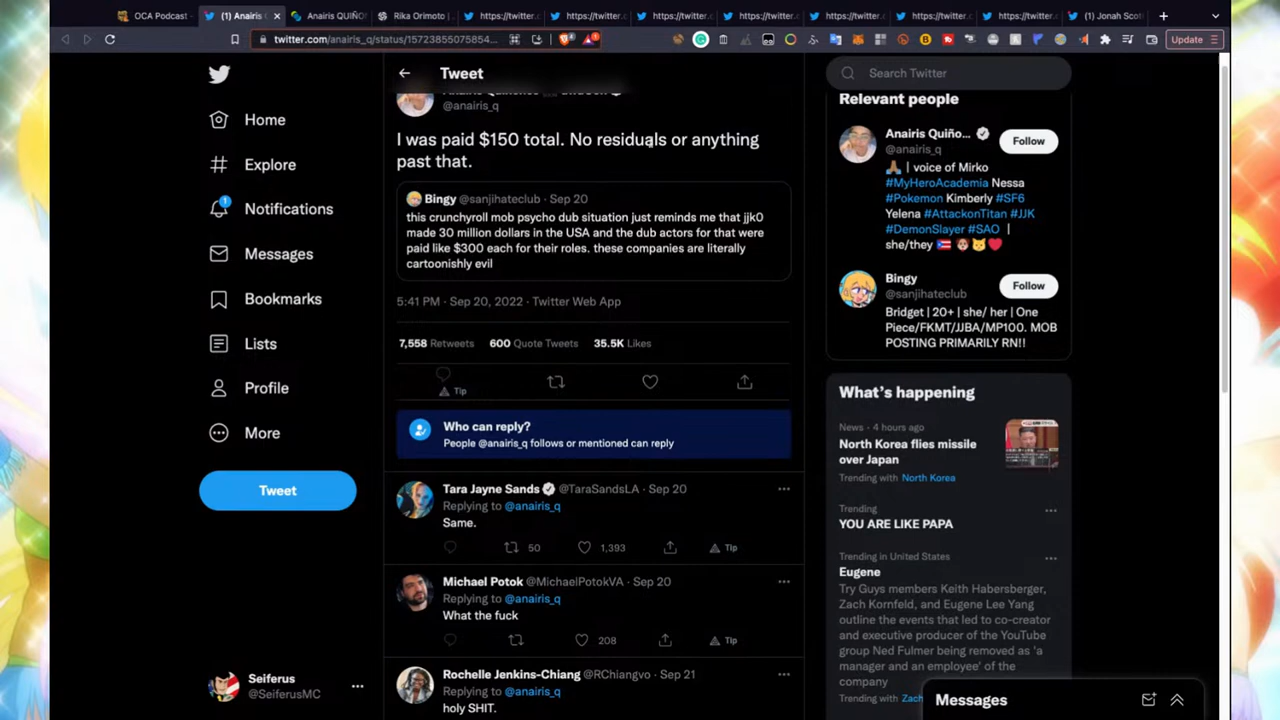 OCA Podcast
(1) Anairis
Anairis QUIÑO
Rika Orimoto |
https://twitter.c
https://twitter.c
https://twitter.c
https://twitter.c
https://twitter.c
https://twitter.c
https://twitter.c
(1) Jonah Scot
twitter.com/anairis_q/status/15723855075854...
Update
Home
Explore
Notifications
1
Messages
Bookmarks
Lists
Profile
More
Tweet
Seiferus
@SeiferusMC
Tweet
@anairis_q
I was paid $150 total. No residuals or anything
past that.
Bingy @sanjihateclub · Sep 20
this crunchyroll mob psycho dub situation just reminds me that jjk0
made 30 million dollars in the USA and the dub actors for that were
paid like $300 each for their roles. these companies are literally
cartoonishly evil
5:41 PM · Sep 20, 2022 · Twitter Web App
7,558 Retweets 600 Quote Tweets 35.5K Likes
Tip
Who can reply?
People @anairis_q follows or mentioned can reply
Tara Jayne Sands @TaraSandsLA · Sep 20
Replying to @anairis_q
Same.
50 1,393 Tip
Michael Potok @MichaelPotokVA · Sep 20
Replying to @anairis_q
What the fuck
208 Tip
Rochelle Jenkins-Chiang @RChiangvo · Sep 21
Replying to @anairis_q
holy SHIT.
Search Twitter
Relevant people
Anairis Quiño...
@anairis_q
Follow
| voice of Mirko
#MyHeroAcademia Nessa
#Pokemon Kimberly #SF6
Yelena #AttackonTitan #JJK
#DemonSlayer #SAO |
she/they
Bingy
@sanjihateclub
Follow
Bridget | 20+ | she/ her | One
Piece/FKMT/JJBA/MP100. MOB
POSTING PRIMARILY RN!!
What's happening
News · 4 hours ago
North Korea flies missile
over Japan
Trending with North Korea
Trending
YOU ARE LIKE PAPA
Trending in United States
Eugene
Try Guys members Keith Habersberger,
Zach Kornfeld, and Eugene Lee Yang
outline the events that led to co-creator
and executive producer of the YouTube
group Ned Fulmer being removed as 'a
manager and an employee' of the
company
Trending with Zach
Messages